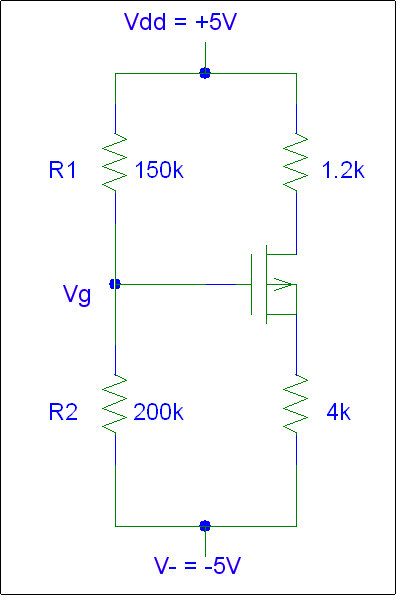 Vdd = +5V
R1 150k 1.2k
Vg
R2 200k 4k
V- = -5V